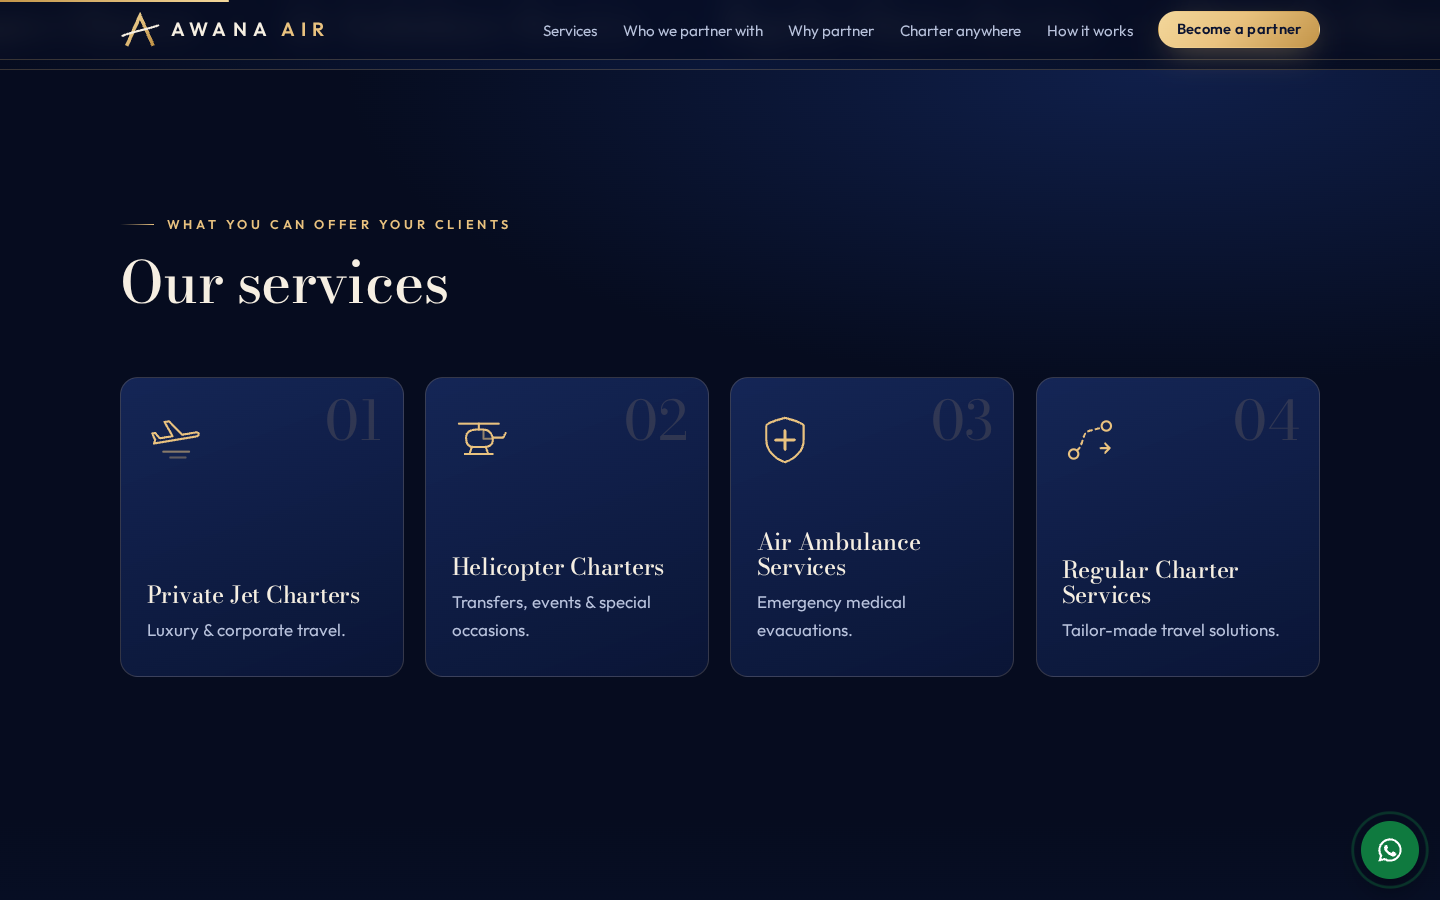 AWANA AIR
Services
Who we partner with
Why partner
Charter anywhere
How it works
Become a partner
WHAT YOU CAN OFFER YOUR CLIENTS
Our services
01
Private Jet Charters
Luxury & corporate travel.
02
Helicopter Charters
Transfers, events & special
occasions.
03
Air Ambulance
Services
Emergency medical
evacuations.
04
Regular Charter
Services
Tailor-made travel solutions.